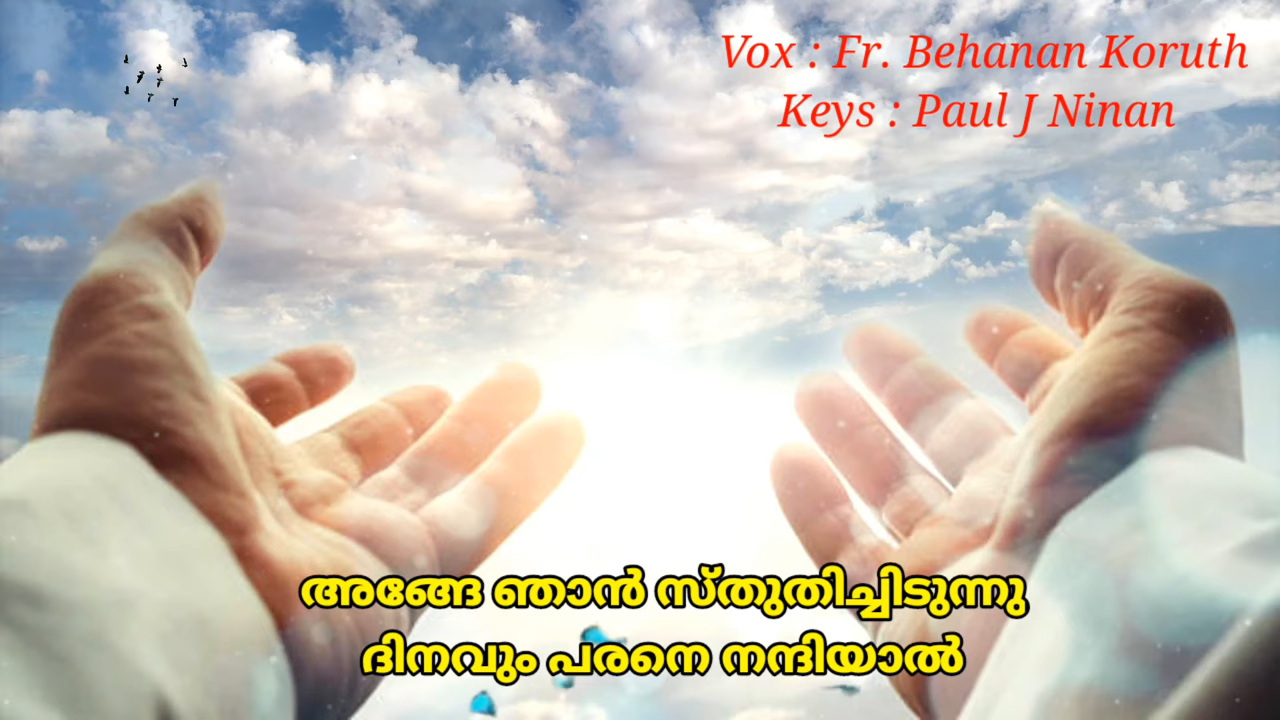 Vox : Fr. Behanan Koruth
Keys : Paul J Ninan
അങ്ങേ ഞാൻ സ്തുതിച്ചിടുന്നു
ദിനവും പരനെ നന്ദിയാൽ